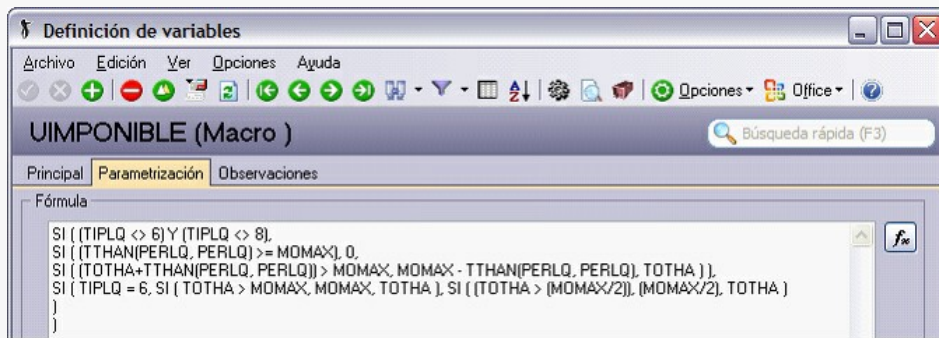 Definición de variables
Archivo Edición Ver Opciones Ayuda
Opciones Office
UIMPONIBLE (Macro )
Búsqueda rápida (F3)
Principal Parametrización Observaciones
Fórmula
SI ( (TIPLQ <> 6) Y (TIPLQ <> 8),
SI ( (TTHAN(PERLQ, PERLQ) >= MOMAX), 0,
SI ( (TOTHA+TTHAN(PERLQ, PERLQ)) > MOMAX, MOMAX - TTHAN(PERLQ, PERLQ), TOTHA ) ),
SI ( TIPLQ = 6, SI ( TOTHA > MOMAX, MOMAX, TOTHA ), SI ( (TOTHA > (MOMAX/2)), (MOMAX/2), TOTHA )
)
)